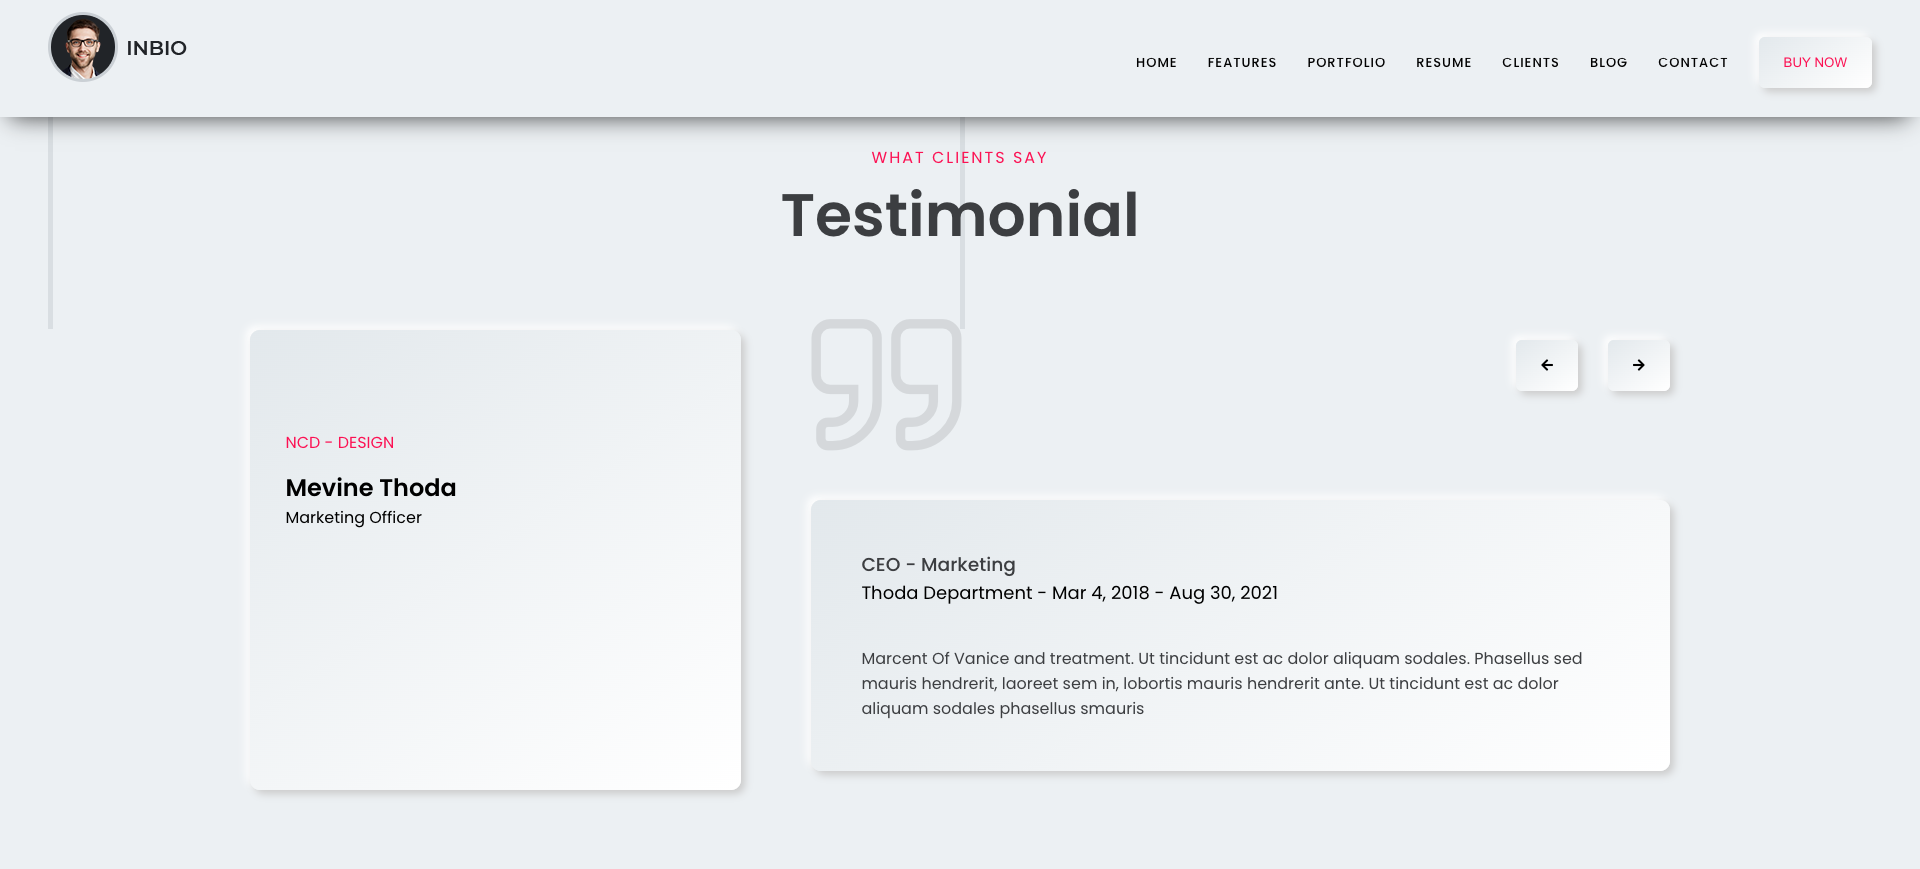 INBIO
HOME FEATURES PORTFOLIO RESUME CLIENTS BLOG CONTACT BUY NOW
WHAT CLIENTS SAY
Testimonial
NCD - DESIGN
Mevine Thoda
Marketing Officer
CEO - Marketing
Thoda Department - Mar 4, 2018 - Aug 30, 2021
Marcent Of Vanice and treatment. Ut tincidunt est ac dolor aliquam sodales. Phasellus sed
mauris hendrerit, laoreet sem in, lobortis mauris hendrerit ante. Ut tincidunt est ac dolor
aliquam sodales phasellus smauris